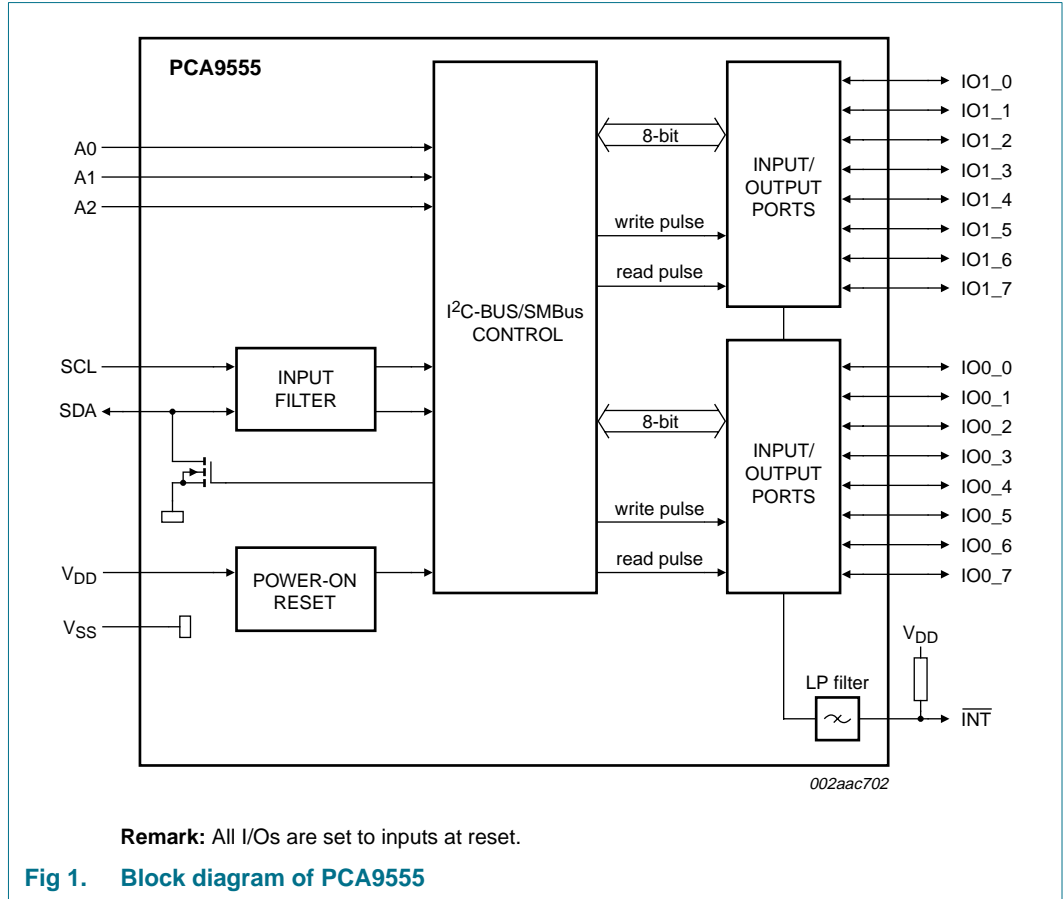 PCA9555
A0
A1
A2
SCL
SDA
VDD
VSS
INPUT
FILTER
POWER-ON
RESET
I2C-BUS/SMBus
CONTROL
8-bit
write pulse
read pulse
INPUT/
OUTPUT
PORTS
IO1_0
IO1_1
IO1_2
IO1_3
IO1_4
IO1_5
IO1_6
IO1_7
8-bit
write pulse
read pulse
INPUT/
OUTPUT
PORTS
IO0_0
IO0_1
IO0_2
IO0_3
IO0_4
IO0_5
IO0_6
IO0_7
VDD
LP filter
INT
002aac702
Remark: All I/Os are set to inputs at reset.
Fig 1. Block diagram of PCA9555